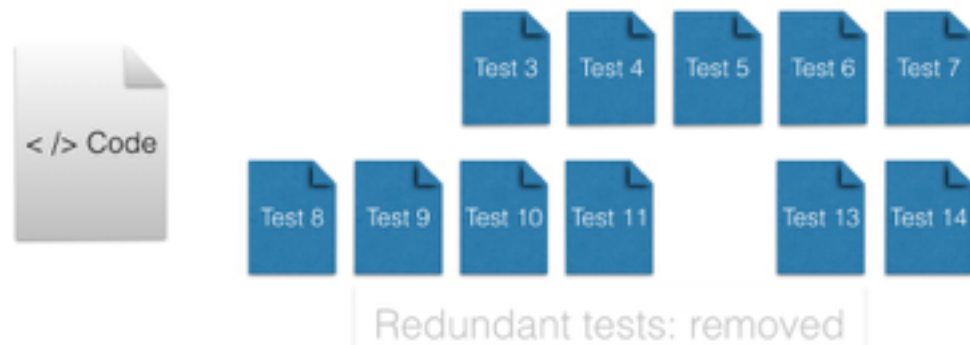 Test 3 Test 4 Test 5 Test 6 Test 7
< /> Code
Test 8 Test 9 Test 10 Test 11 Test 13 Test 14
Redundant tests: removed